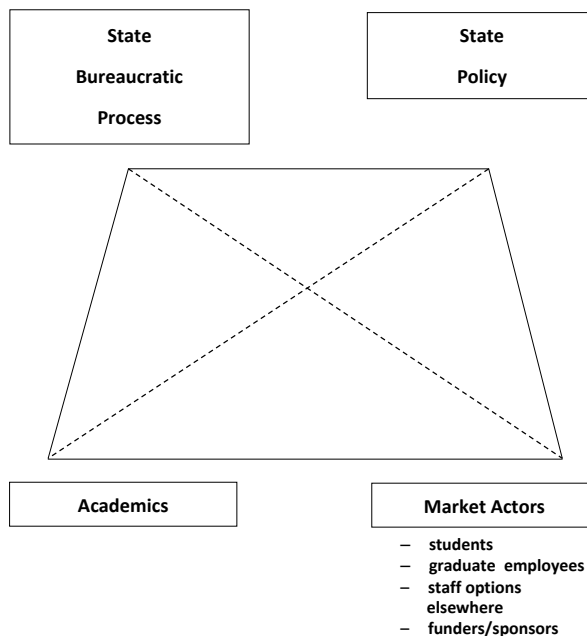 State
Bureaucratic
Process
State
Policy
Academics
Market Actors
– students
– graduate employees
– staff options
elsewhere
– funders/sponsors